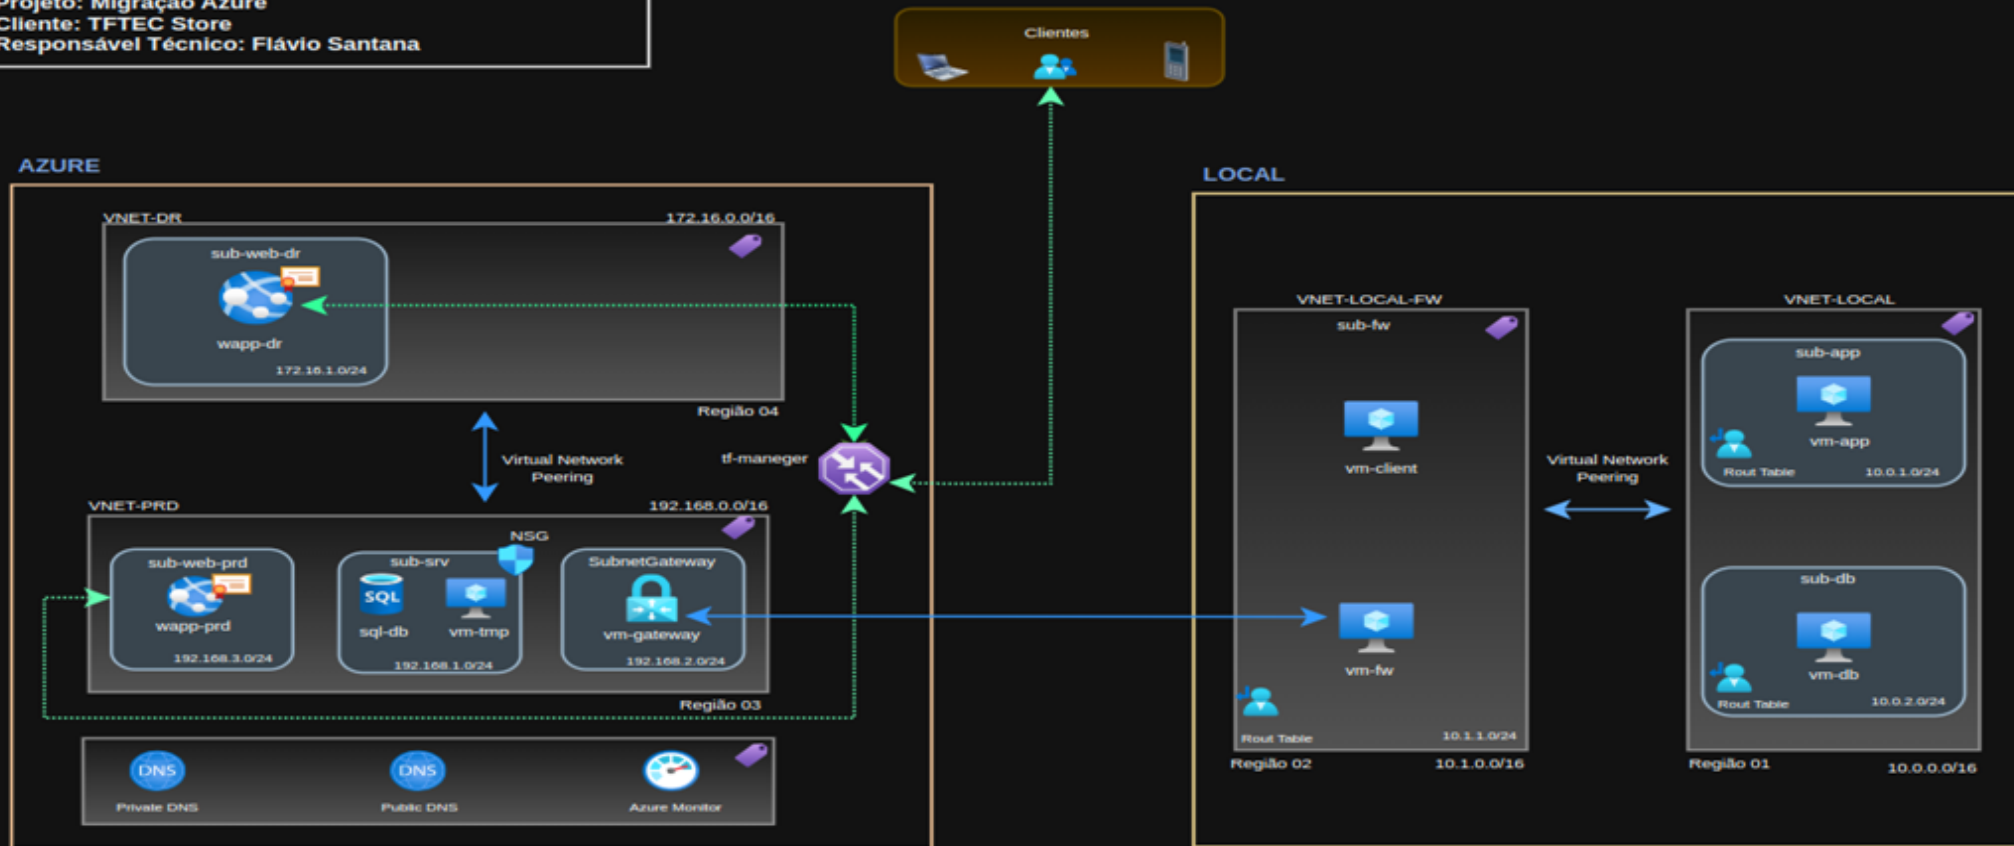 Projeto: Migração Azure
Cliente: TFTEC Store
Responsável Técnico: Flávio Santana
Clientes
AZURE
VNET-DR
172.16.0.0/16
sub-web-dr
wapp-dr
172.16.1.0/24
Região 04
Virtual Network
Peering
tf-maneger
VNET-PRD
192.168.0.0/16
NSG
sub-web-prd
wapp-prd
192.168.3.0/24
sub-srv
SQL
sql-db
vm-tmp
192.168.1.0/24
SubnetGateway
vm-gateway
192.168.2.0/24
Região 03
DNS
Private DNS
DNS
Public DNS
Azure Monitor
LOCAL
VNET-LOCAL-FW
sub-fw
vm-client
vm-fw
Rout Table
10.1.1.0/24
Região 02
10.1.0.0/16
Virtual Network
Peering
VNET-LOCAL
sub-app
vm-app
Rout Table
10.0.1.0/24
sub-db
vm-db
Rout Table
10.0.2.0/24
Região 01
10.0.0.0/16